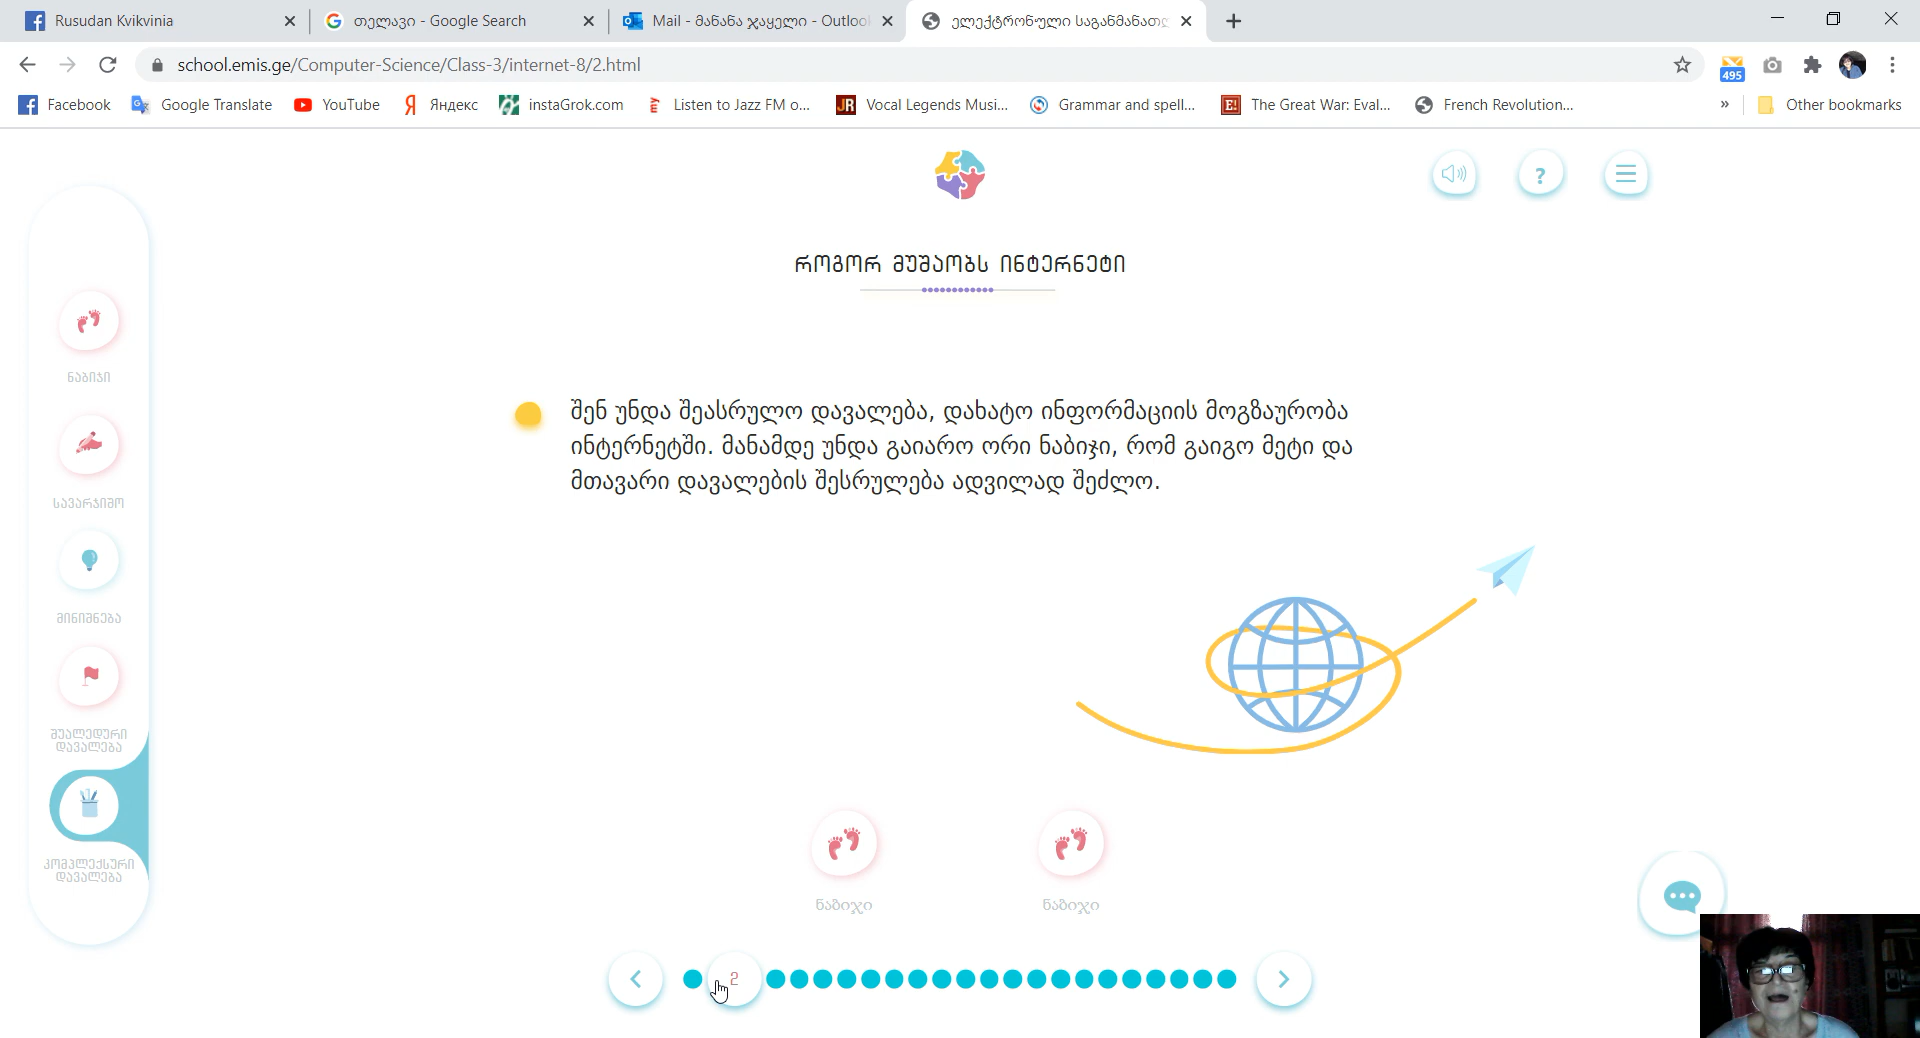 Rusudan Kvikvinia
თელავი - Google Search
Mail - მანანა ჯაყელი - Outloo
ელექტრონული საგანმანათლ
school.emis.ge/Computer-Science/Class-3/internet-8/2.html
495
Facebook
Google Translate
YouTube
Яндекс
instaGrok.com
Listen to Jazz FM o...
Vocal Legends Musi...
Grammar and spell...
The Great War: Eval...
French Revolution...
Other bookmarks
?
როგორ მუშაობს ინტერნეტი
შენ უნდა შეასრულო დავალება, დახატო ინფორმაციის მოგზაურობა
ინტერნეტში. მანამდე უნდა გაიარო ორი ნაბიჯი, რომ გაიგო მეტი და
მთავარი დავალების შესრულება ადვილად შეძლო.
ნაბიჯი
სავარჯიშო
მინიშნება
შუალედური
დავალება
კომპლექსური
დავალება
ნაბიჯი
ნაბიჯი
2